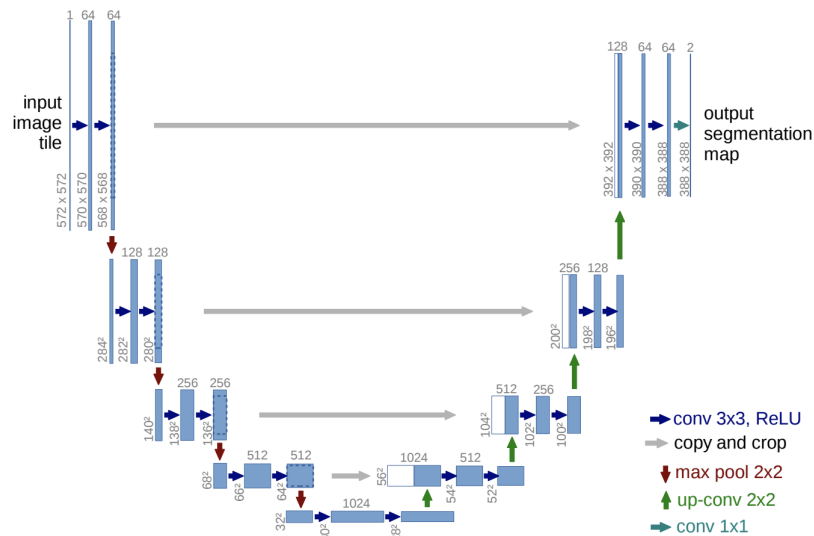 1 64 64
128 64 64 2
input
image
tile
output
segmentation
map
572 x 572
570 x 570
568 x 568
392 x 392
390 x 390
388 x 388
388 x 388
128 128
256 128
284²
282²
280²
200²
198²
196²
256 256
512 256
140²
138²
136²
104²
102²
100²
conv 3x3, ReLU
copy and crop
max pool 2x2
up-conv 2x2
conv 1x1
512 512
1024 512
68²
66²
64²
56²
54²
52²
1024
32²